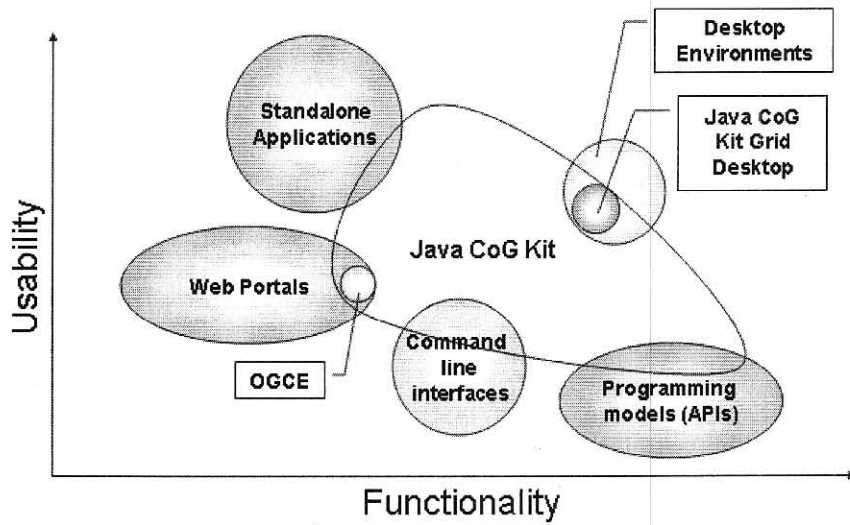 Desktop
Environments
Standalone
Applications
Java CoG
Kit Grid
Desktop
Usability
Java CoG Kit
Web Portals
Command
line
interfaces
OGCE
Programming
models (APIs)
Functionality